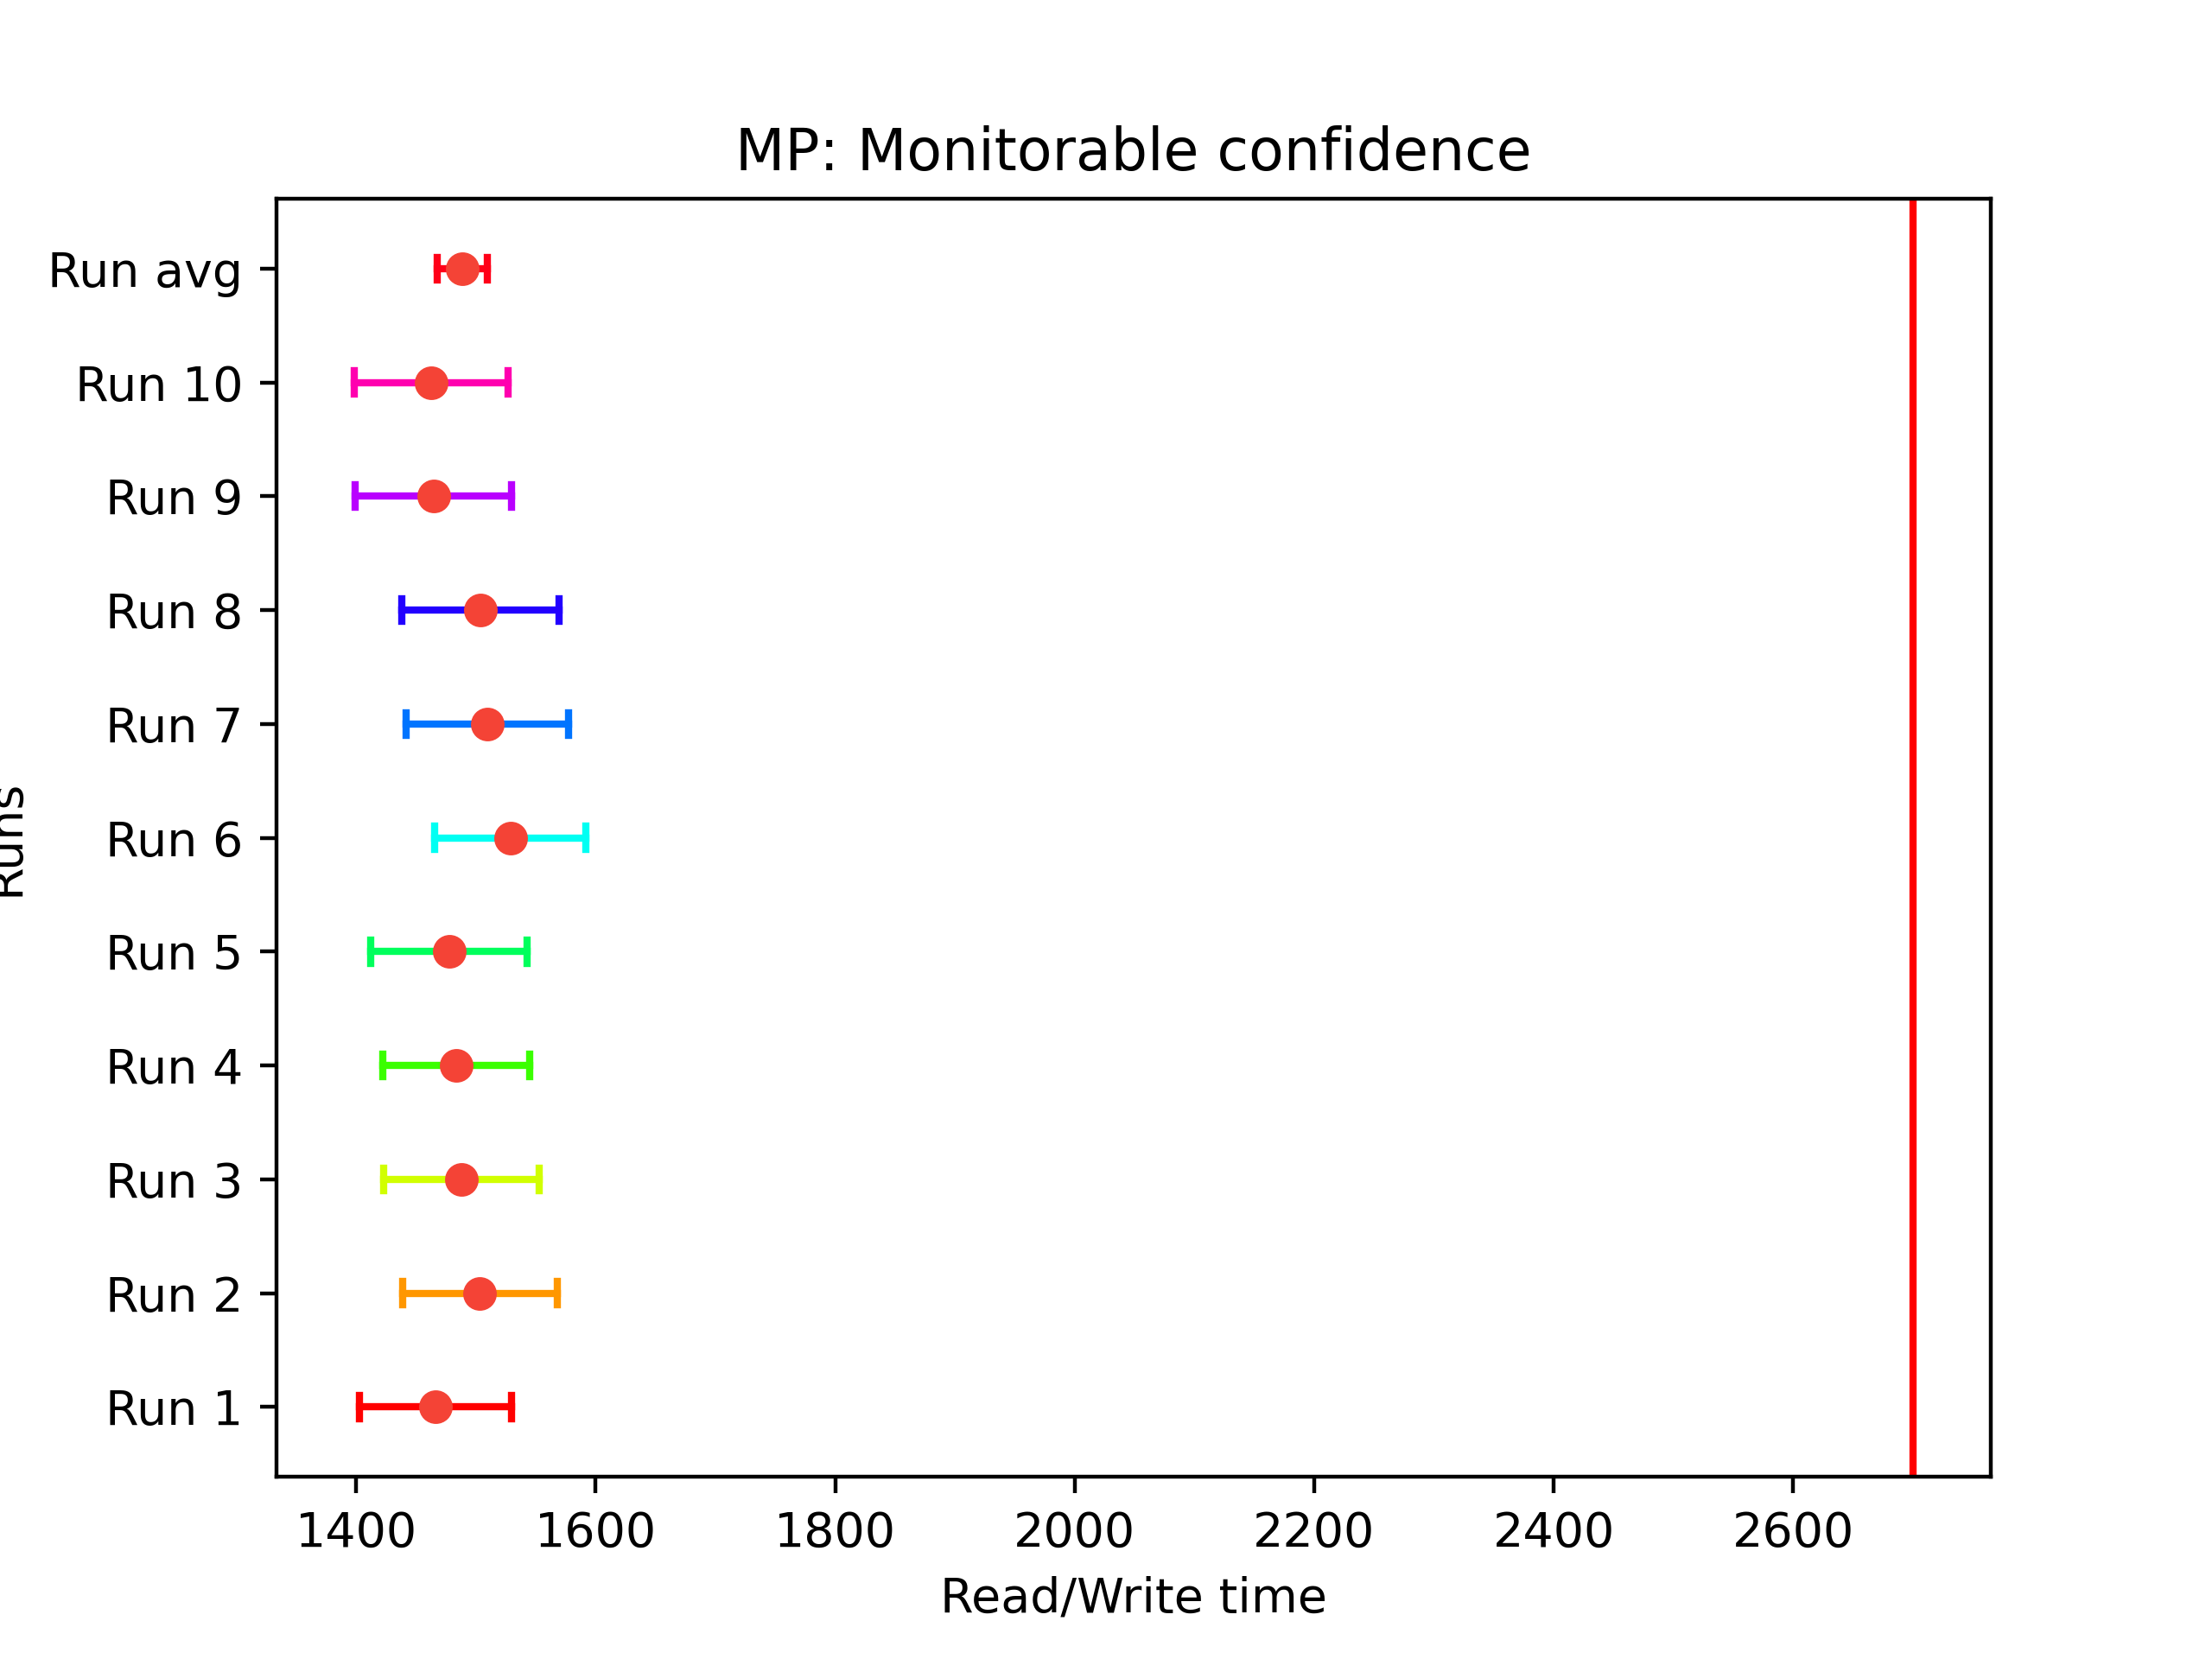 MP: Monitorable confidence
Run avg
Run 10
Run 9
Run 8
Run 7
Run 6
Run 5
Run 4
Run 3
Run 2
Run 1
Runs
1400 1600 1800 2000 2200 2400 2600
Read/Write time